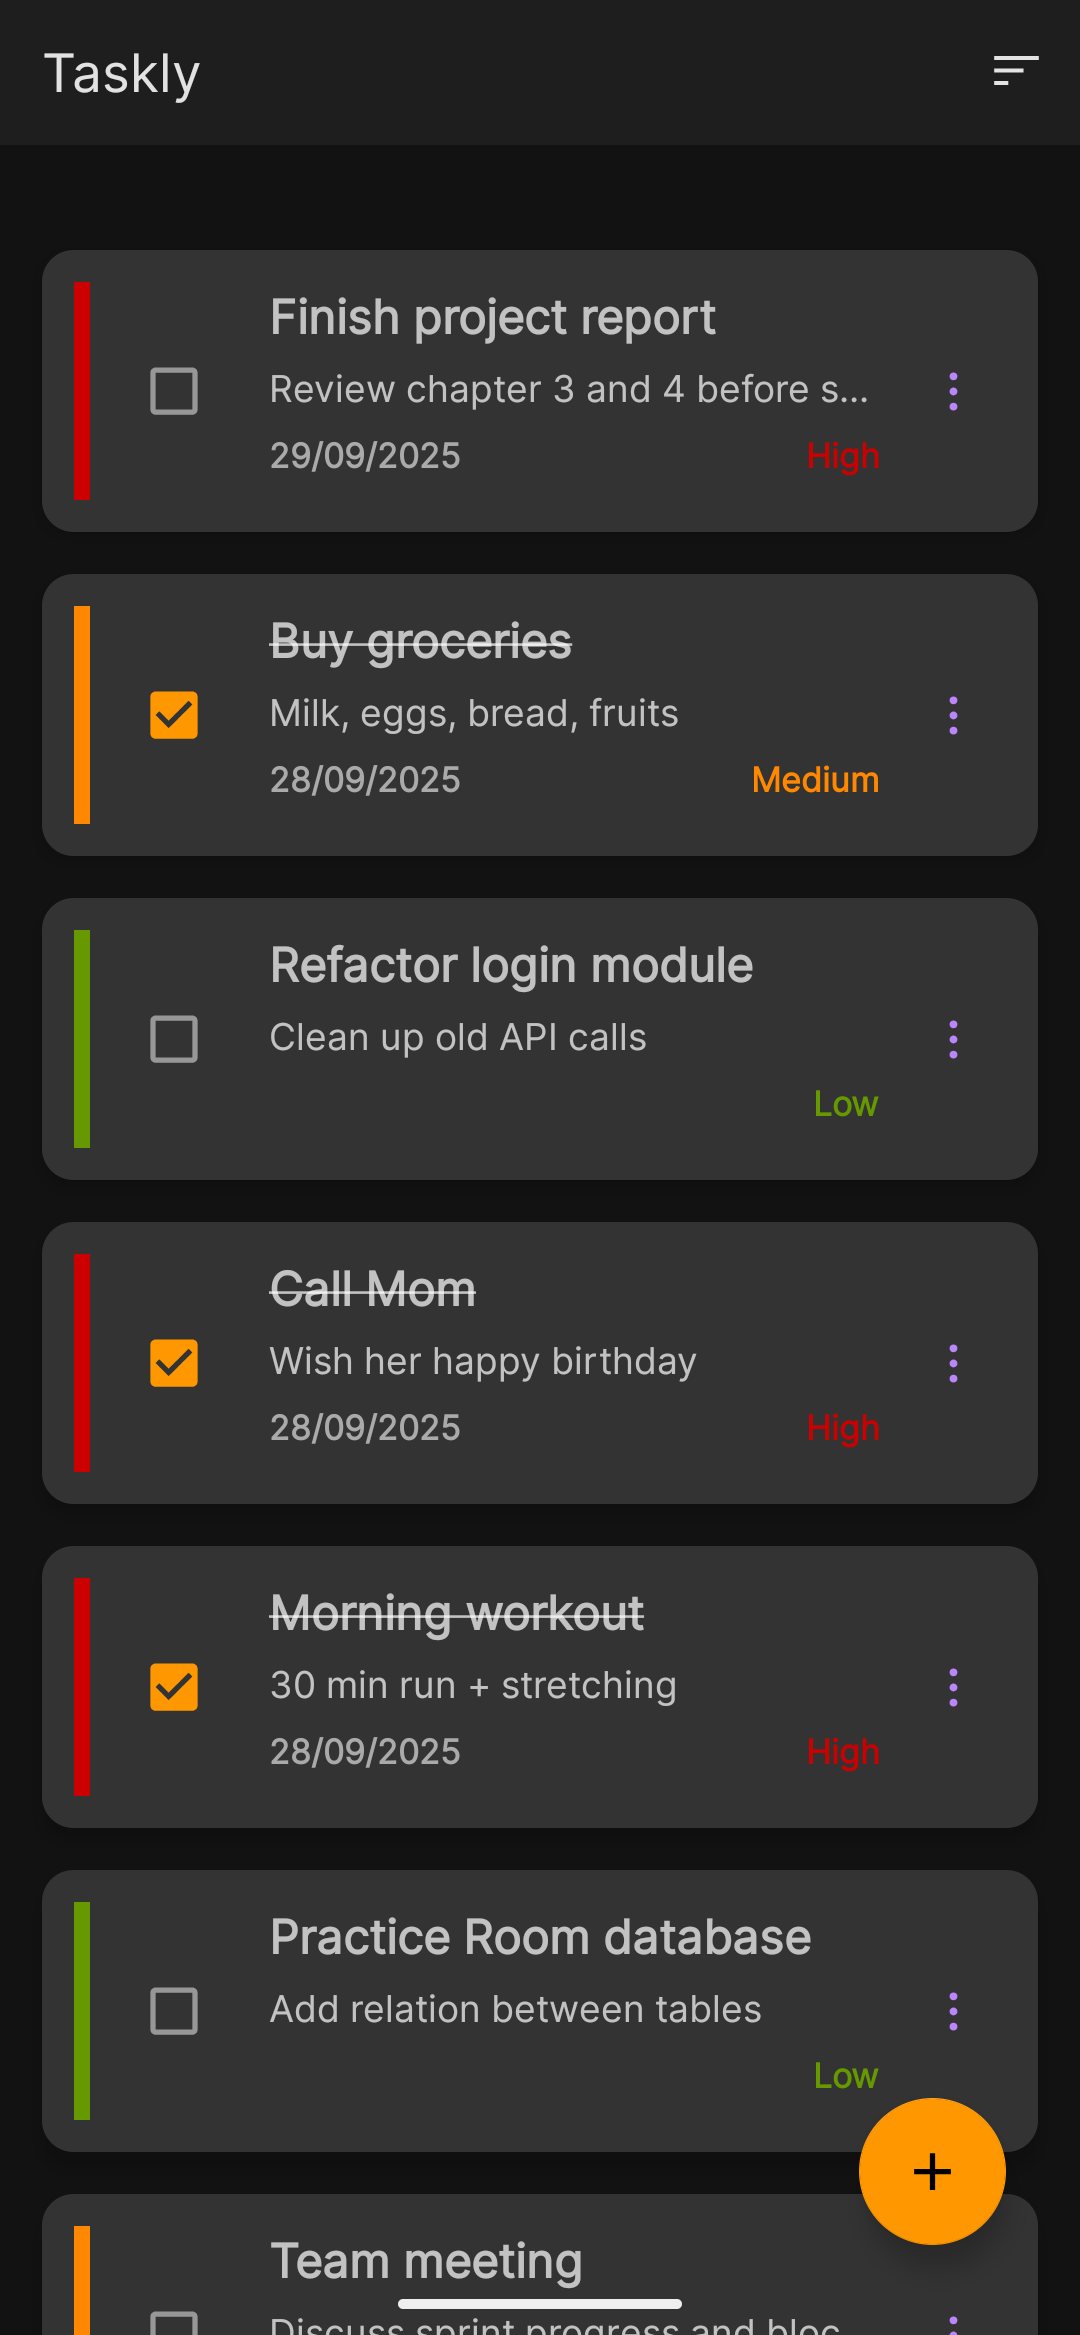 Taskly
Finish project report
Review chapter 3 and 4 before s...
29/09/2025 High
Buy groceries
Milk, eggs, bread, fruits
28/09/2025 Medium
Refactor login module
Clean up old API calls
Low
Call Mom
Wish her happy birthday
28/09/2025 High
Morning workout
30 min run + stretching
28/09/2025 High
Practice Room database
Add relation between tables
Low
Team meeting
Discuss sprint progress and bloc